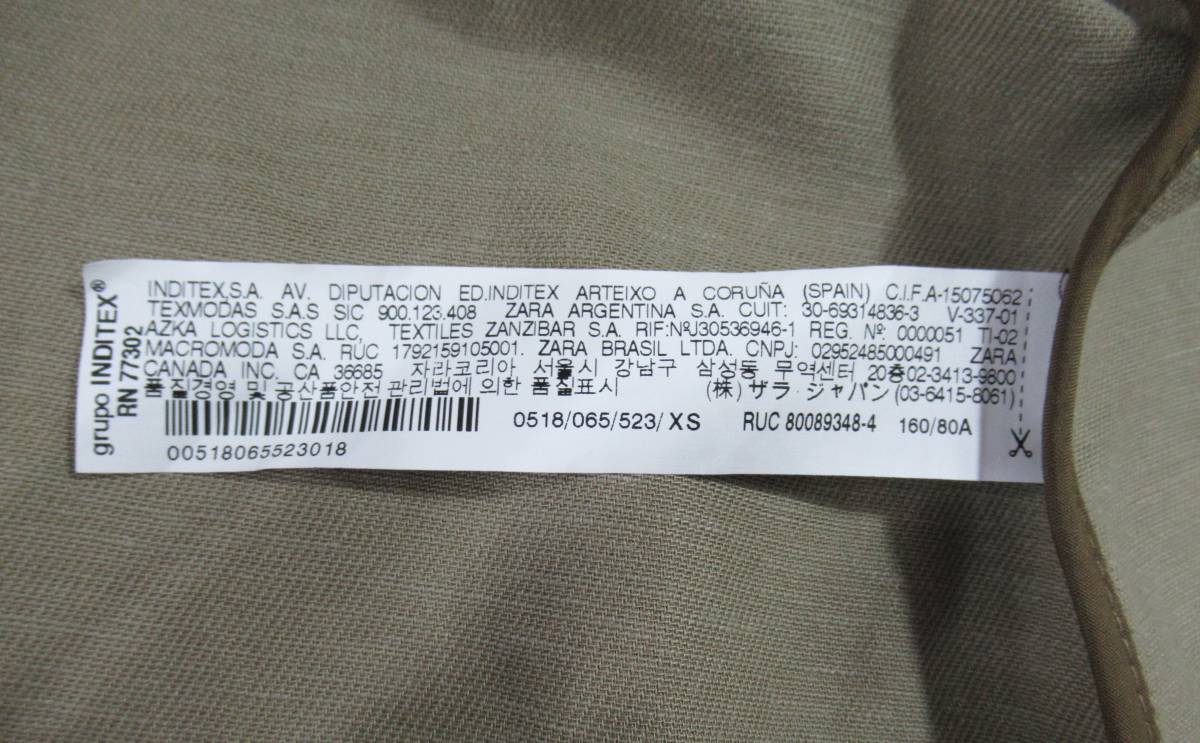 grupo INDITEX®
RN 77302
INDITEX,S.A. AV. DIPUTACION ED.INDITEX ARTEIXO A CORUÑA (SPAIN) C.I.F.A-15075062
TEXMODAS S.A.S SIC 900.123.408 ZARA ARGENTINA S.A. CUIT: 30-69314836-3 V-337-01
AZKA LOGISTICS LLC, TEXTILES ZANZIBAR S.A. RIF:NºJ30536946-1 REG. Nº: 0000051 TI-02
MACROMODA S.A. RUC 1792159105001. ZARA BRASIL LTDA. CNPJ: 02952485000491 ZARA
CANADA INC. CA 36685 자라코리아 서울시 강남구 삼성동 무역센터 20층02-3413-9800
품질경영 및 공산품안전 관리법에 의한 품질표시 (株) ザラ・ジャパン (03-6415-8061)
0518/065/523/ XS RUC 80089348-4 160/80A
00518065523018